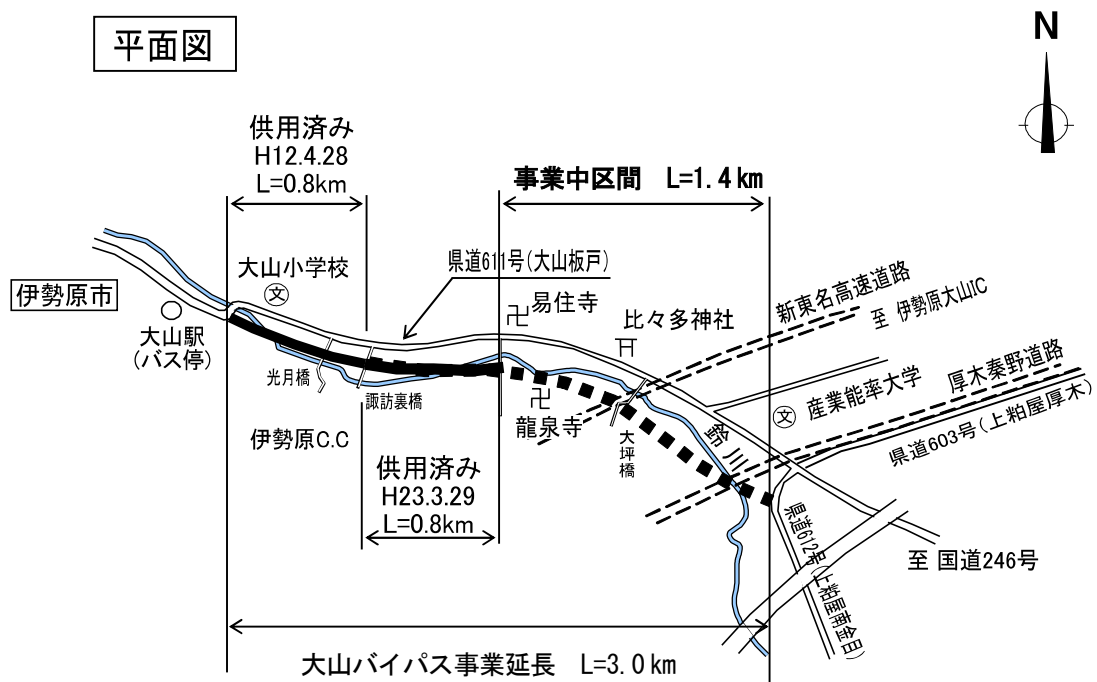 平面図
N
供用済み
H12.4.28
L=0.8km
事業中区間 L=1.4km
県道611号(大山板戸)
大山小学校
文
伊勢原市
大山駅
(バス停)
卍
易住寺
比々多神社
新東名高速道路
至 伊勢原大山IC
光月橋
諏訪裏橋
卍
龍泉寺
大坪橋
鈴川
文
産業能率大学
厚木秦野道路
県道603号(上粕屋厚木)
伊勢原C.C
供用済み
H23.3.29
L=0.8km
県道612号(上粕屋南金目)
至 国道246号
大山バイパス事業延長 L=3.0km